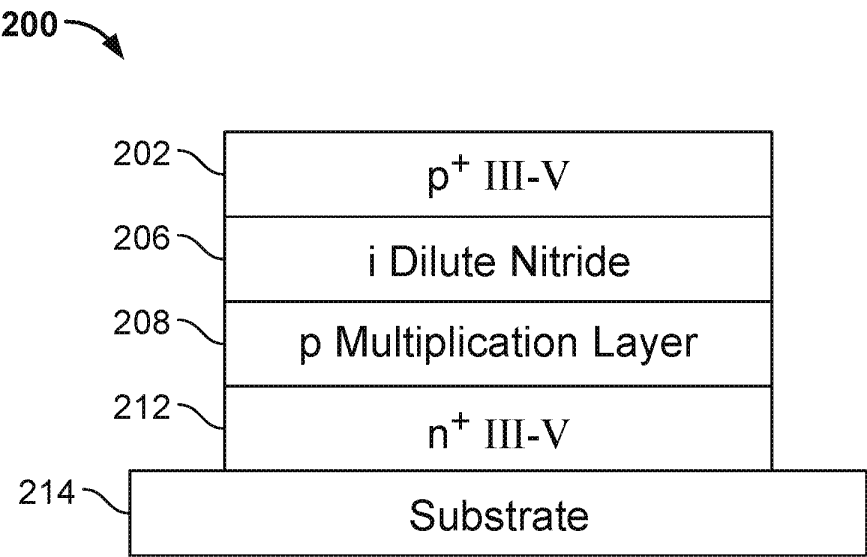 200
202
p+ III-V
206
i Dilute Nitride
208
p Multiplication Layer
212
n+ III-V
214
Substrate